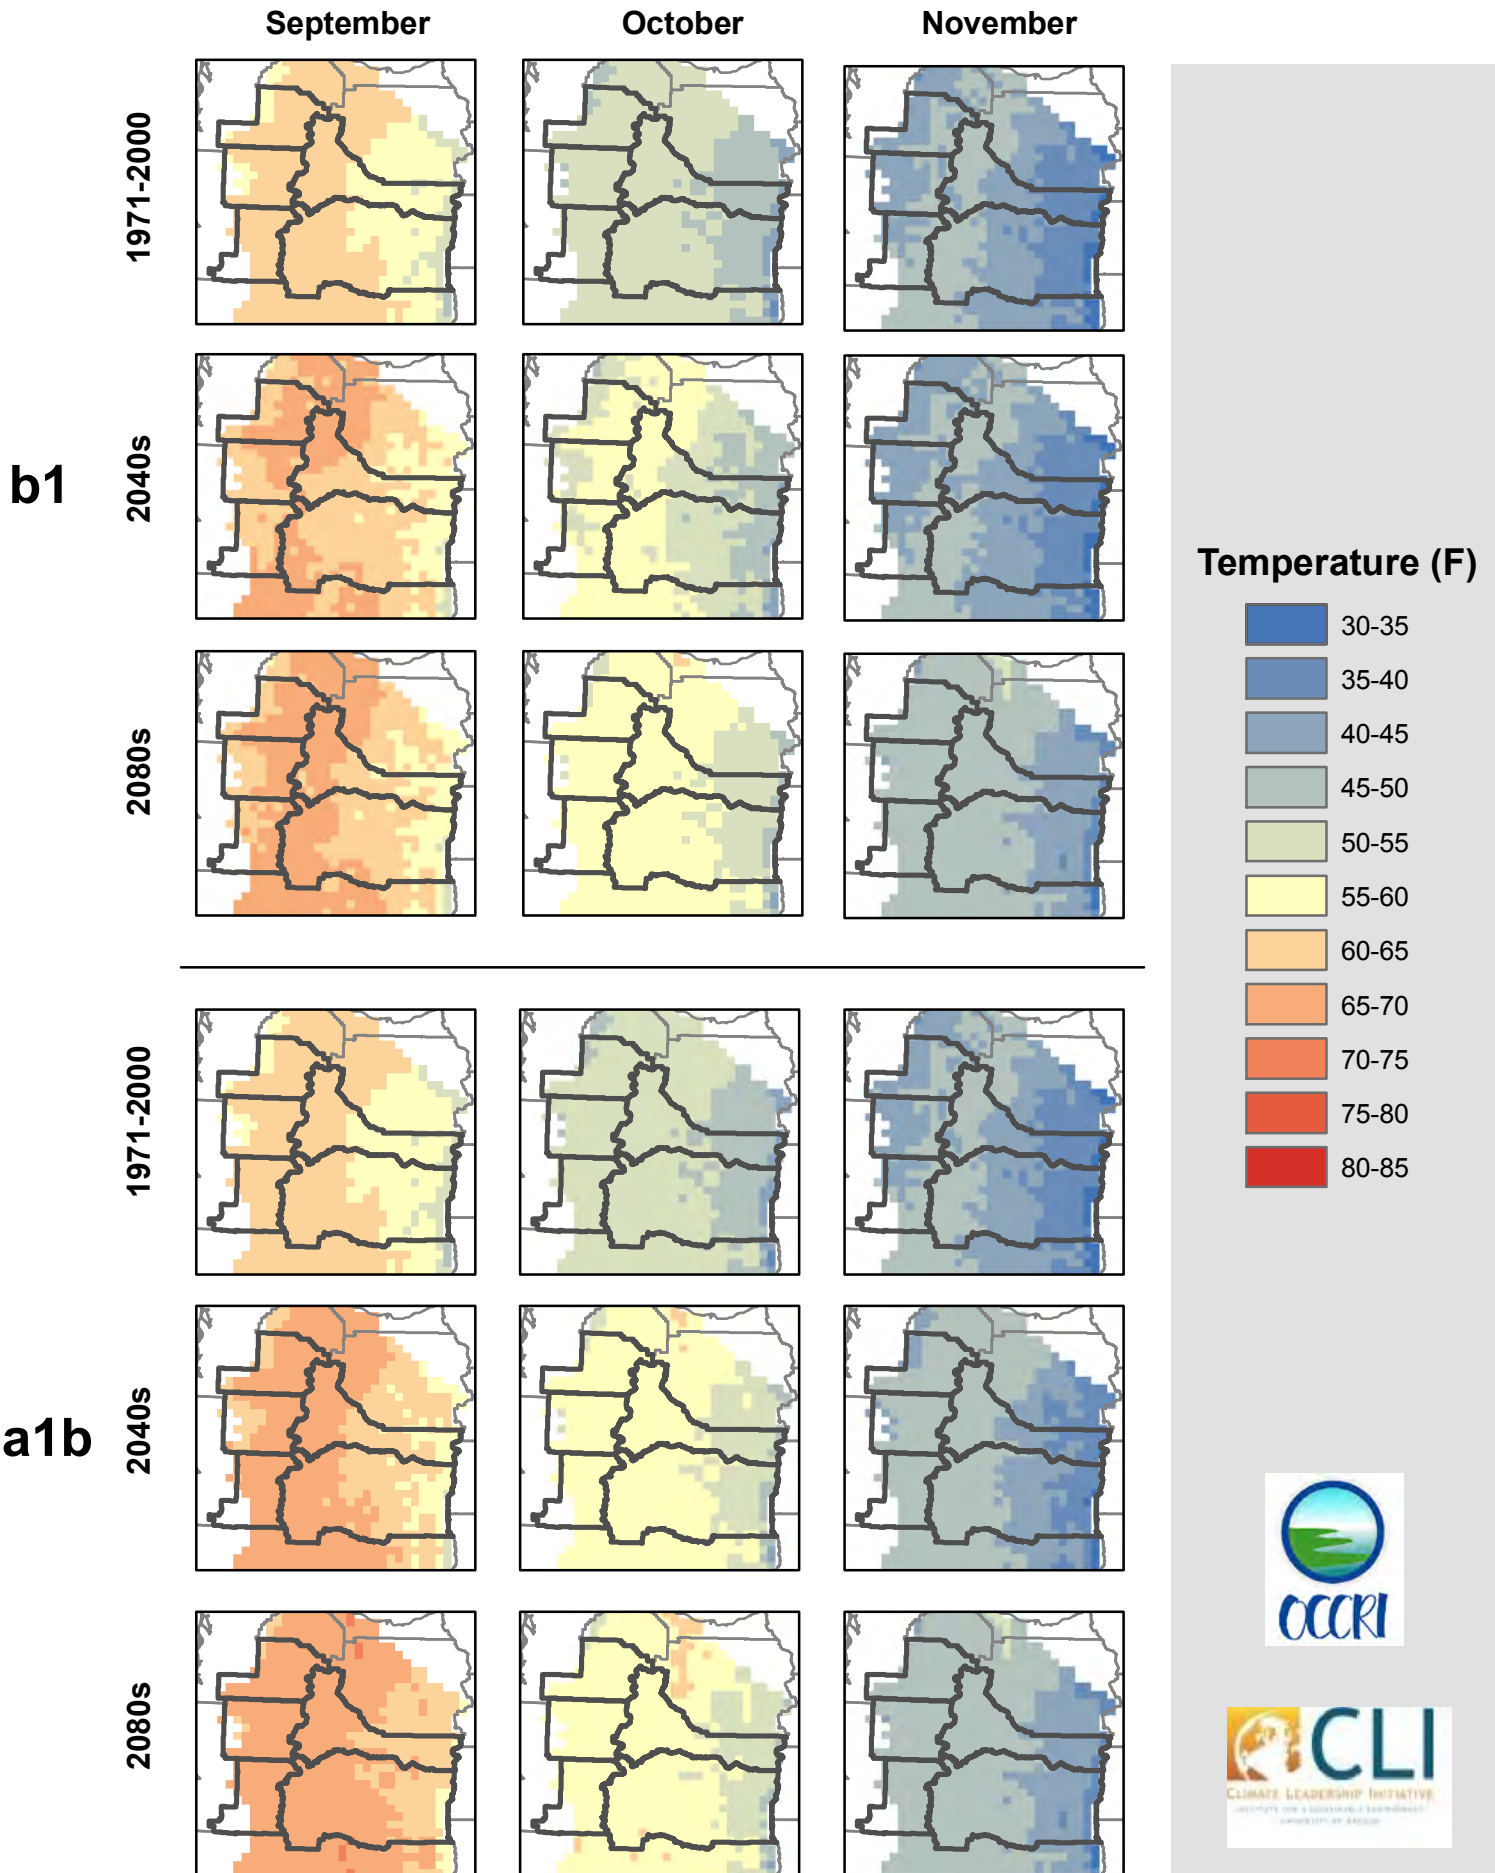 September October November
1971-2000
b1
2040s
2080s
Temperature (F)
30-35
35-40
40-45
45-50
50-55
55-60
60-65
65-70
70-75
75-80
80-85
1971-2000
a1b
2040s
2080s
OCCRI
CLI
CLIMATE LEADERSHIP INITIATIVE